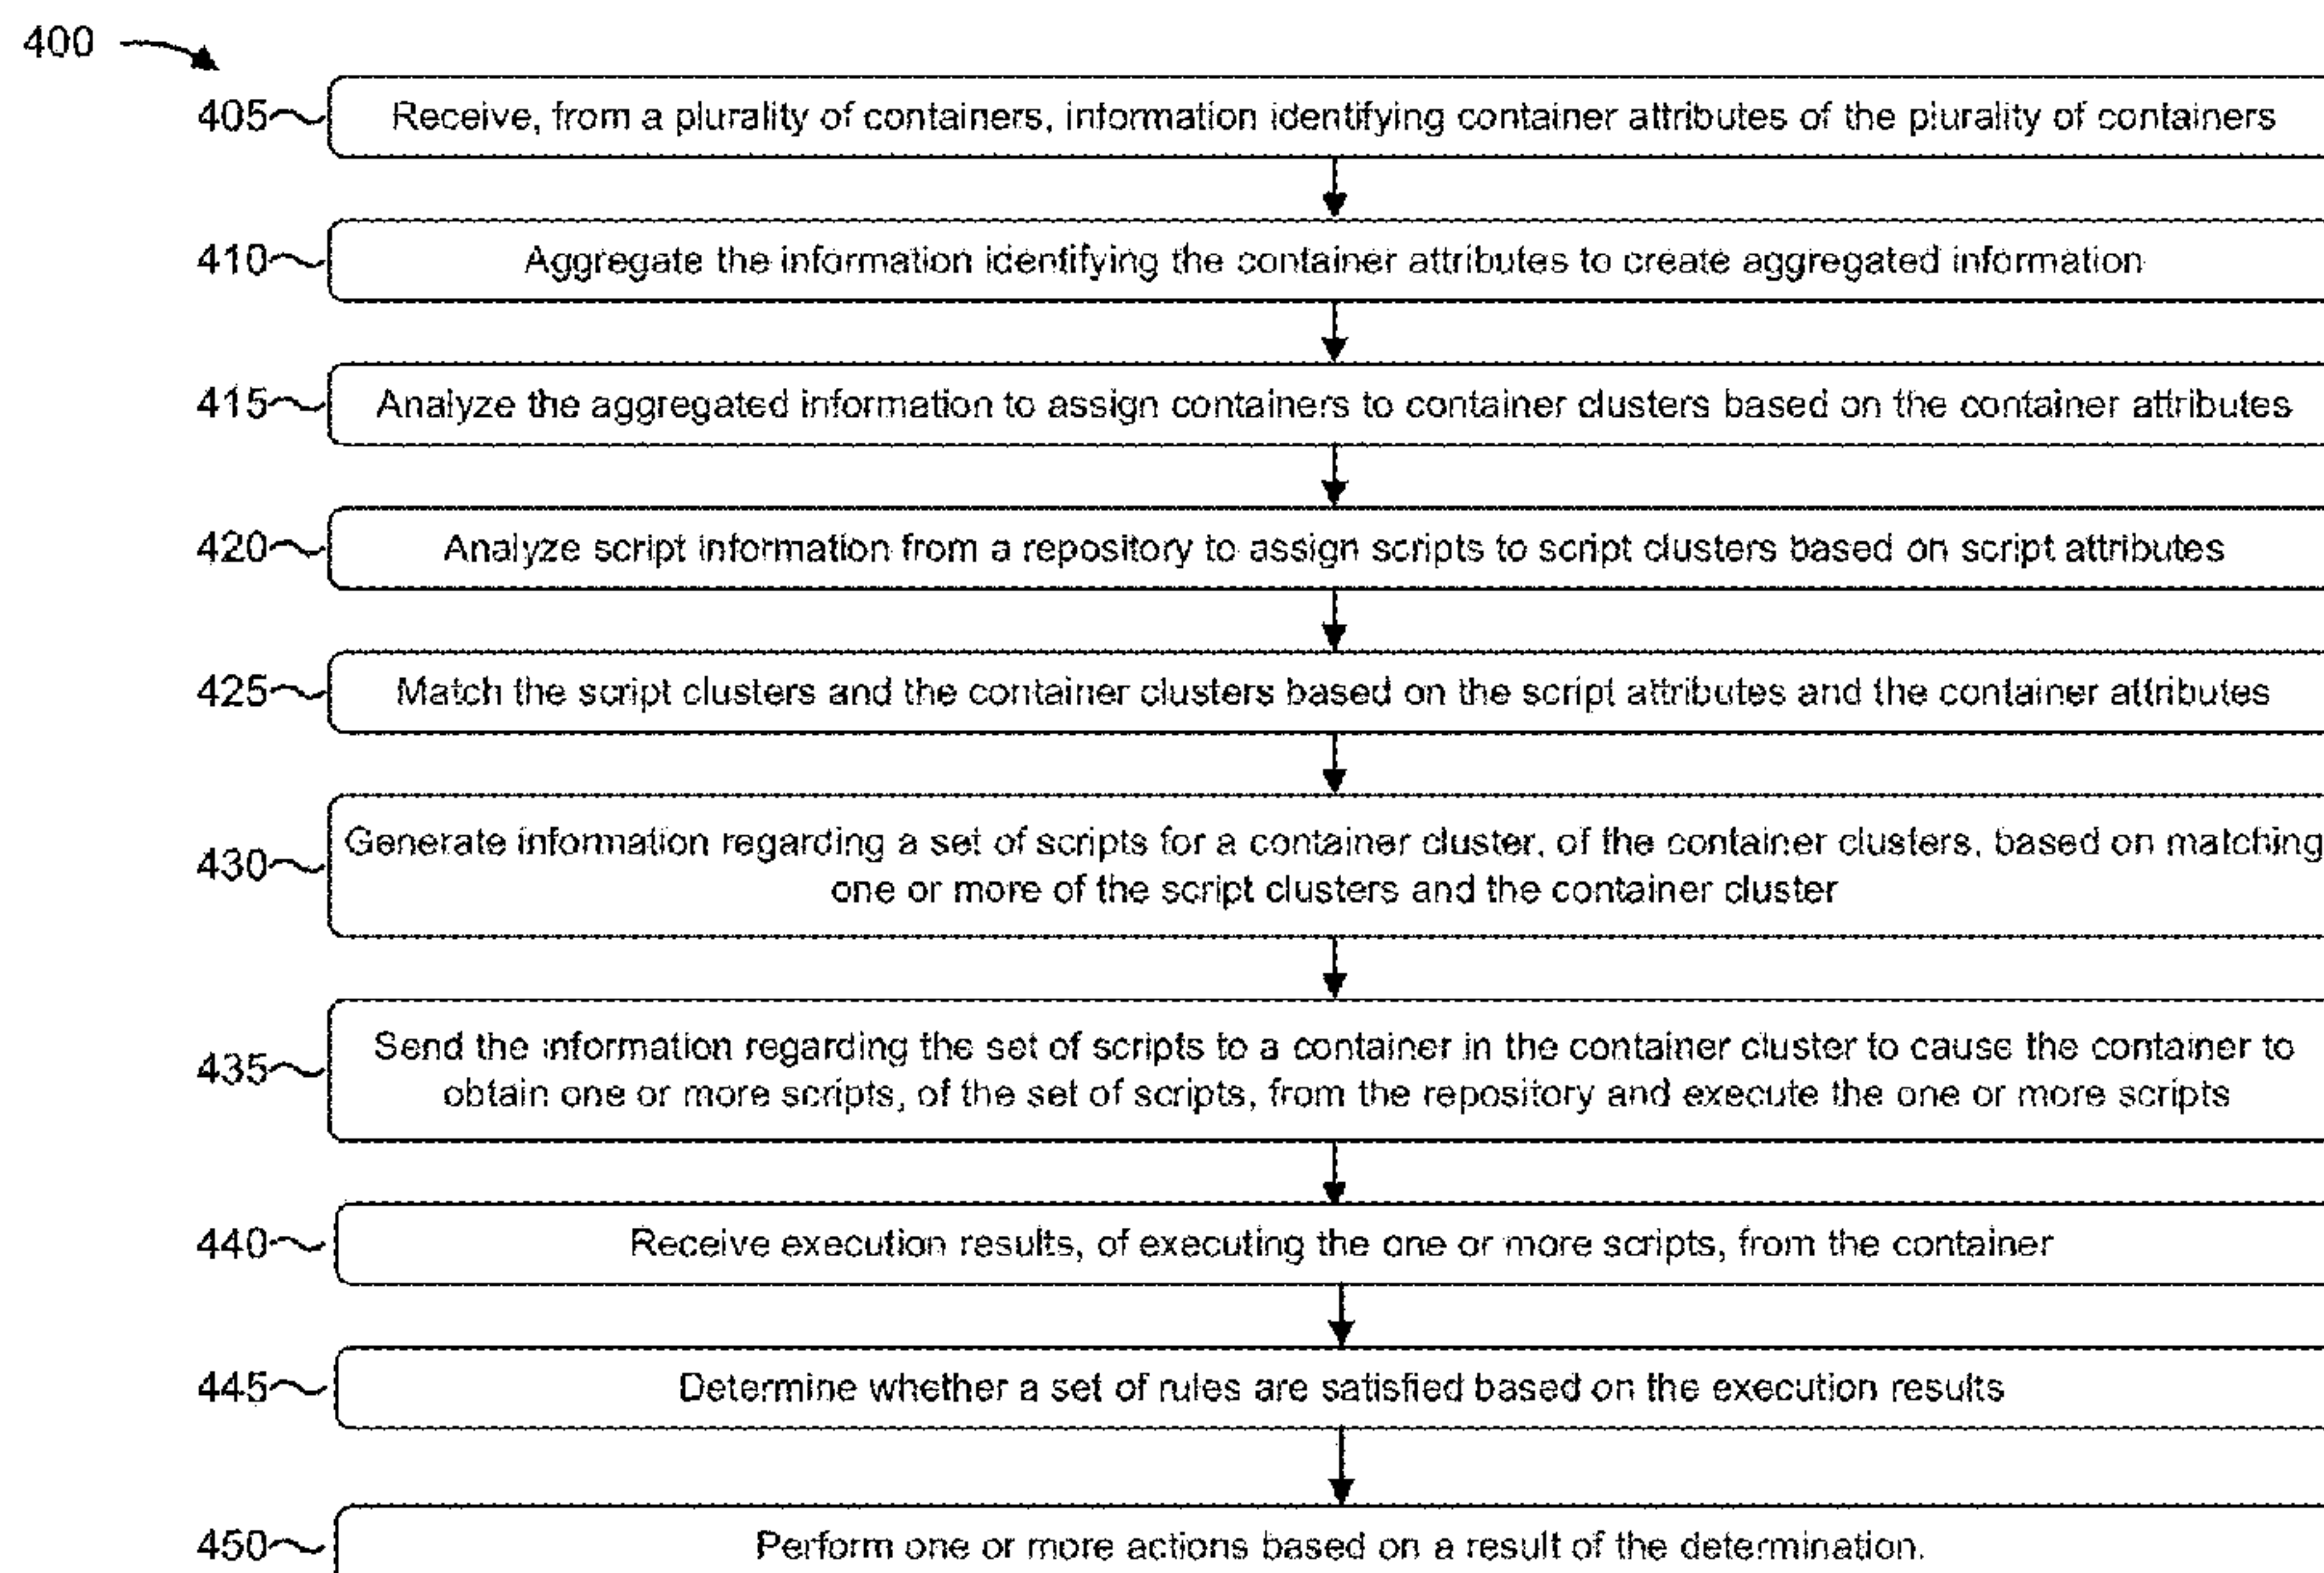 400
405 Receive, from a plurality of containers, information identifying container attributes of the plurality of containers
410 Aggregate the information identifying the container attributes to create aggregated information
415 Analyze the aggregated information to assign containers to container clusters based on the container attributes
420 Analyze script information from a repository to assign scripts to script clusters based on script attributes
425 Match the script clusters and the container clusters based on the script attributes and the container attributes
430 Generate information regarding a set of scripts for a container cluster, of the container clusters, based on matching
one or more of the script clusters and the container cluster
435 Send the information regarding the set of scripts to a container in the container cluster to cause the container to
obtain one or more scripts, of the set of scripts, from the repository and execute the one or more scripts
440 Receive execution results, of executing the one or more scripts, from the container
445 Determine whether a set of rules are satisfied based on the execution results
450 Perform one or more actions based on a result of the determination.